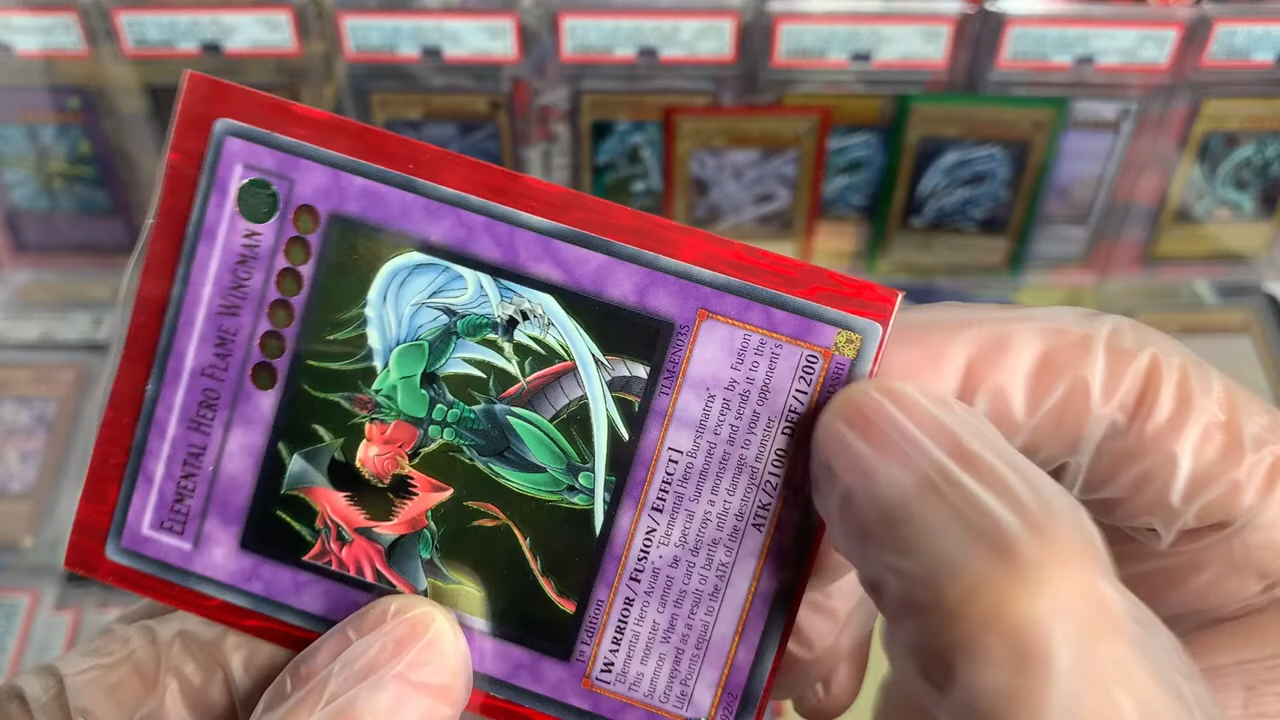 ELEMENTAL HERO FLAME WINGMAN
TLM-EN035
1st Edition
[WARRIOR/FUSION/EFFECT]
"Elemental Hero Avian" + "Elemental Hero Burstinatrix"
This monster cannot be Special Summoned except by Fusion
Summon. When this card destroys a monster and sends it to the
Graveyard as a result of battle, inflict damage to your opponent's
Life Points equal to the ATK of the destroyed monster.
ATK/2100 DEF/1200